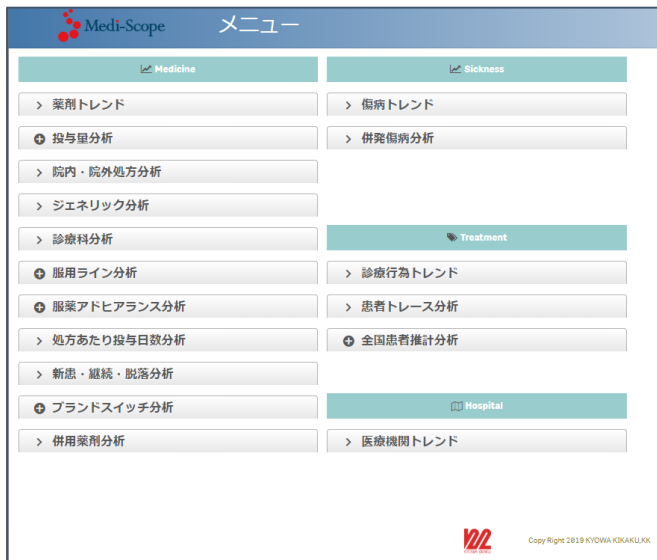 Medi-Scope
メニュー
Medicine
薬剤トレンド
投与量分析
院内・院外処方分析
ジェネリック分析
診療科分析
服用ライン分析
服薬アドヒアランス分析
処方あたり投与日数分析
新患・継続・脱落分析
ブランドスイッチ分析
併用薬剤分析
Sickness
傷病トレンド
併発傷病分析
Treatment
診療行為トレンド
患者トレース分析
全国患者推計分析
Hospital
医療機関トレンド
Copy Right 2019 KYOWA KIKAKU,KK